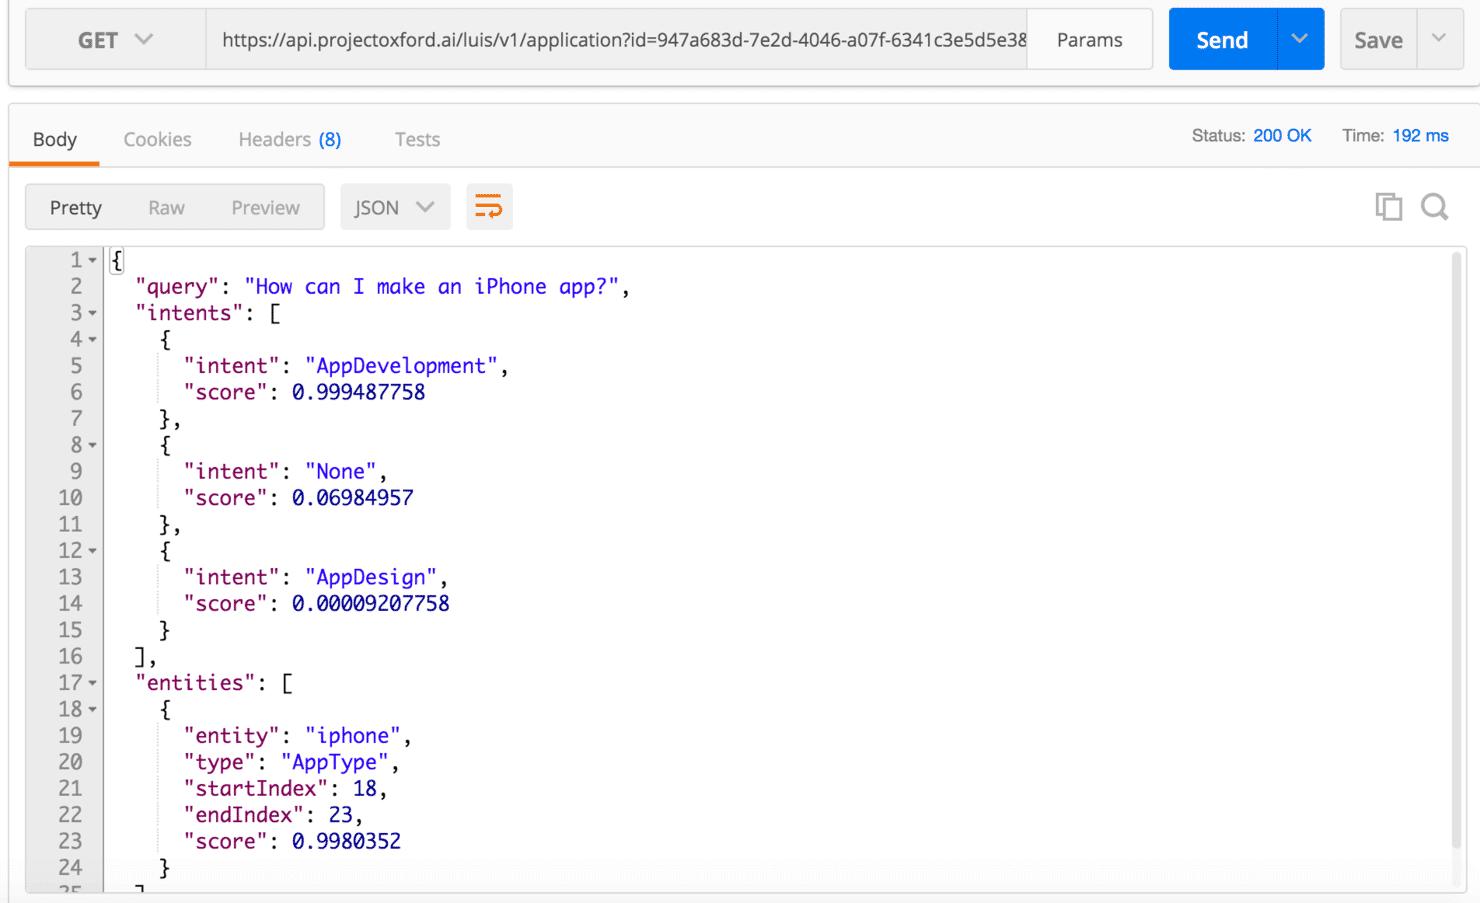 GET https://api.projectoxford.ai/luis/v1/application?id=947a683d-7e2d-4046-a07f-6341c3e5d5e3& Params Send Save
Body Cookies Headers (8) Tests Status: 200 OK Time: 192 ms
Pretty Raw Preview JSON
1 {
2 "query": "How can I make an iPhone app?",
3 "intents": [
4 {
5 "intent": "AppDevelopment",
6 "score": 0.999487758
7 },
8 {
9 "intent": "None",
10 "score": 0.06984957
11 },
12 {
13 "intent": "AppDesign",
14 "score": 0.00009207758
15 }
16 ],
17 "entities": [
18 {
19 "entity": "iphone",
20 "type": "AppType",
21 "startIndex": 18,
22 "endIndex": 23,
23 "score": 0.9980352
24 }
25 ]